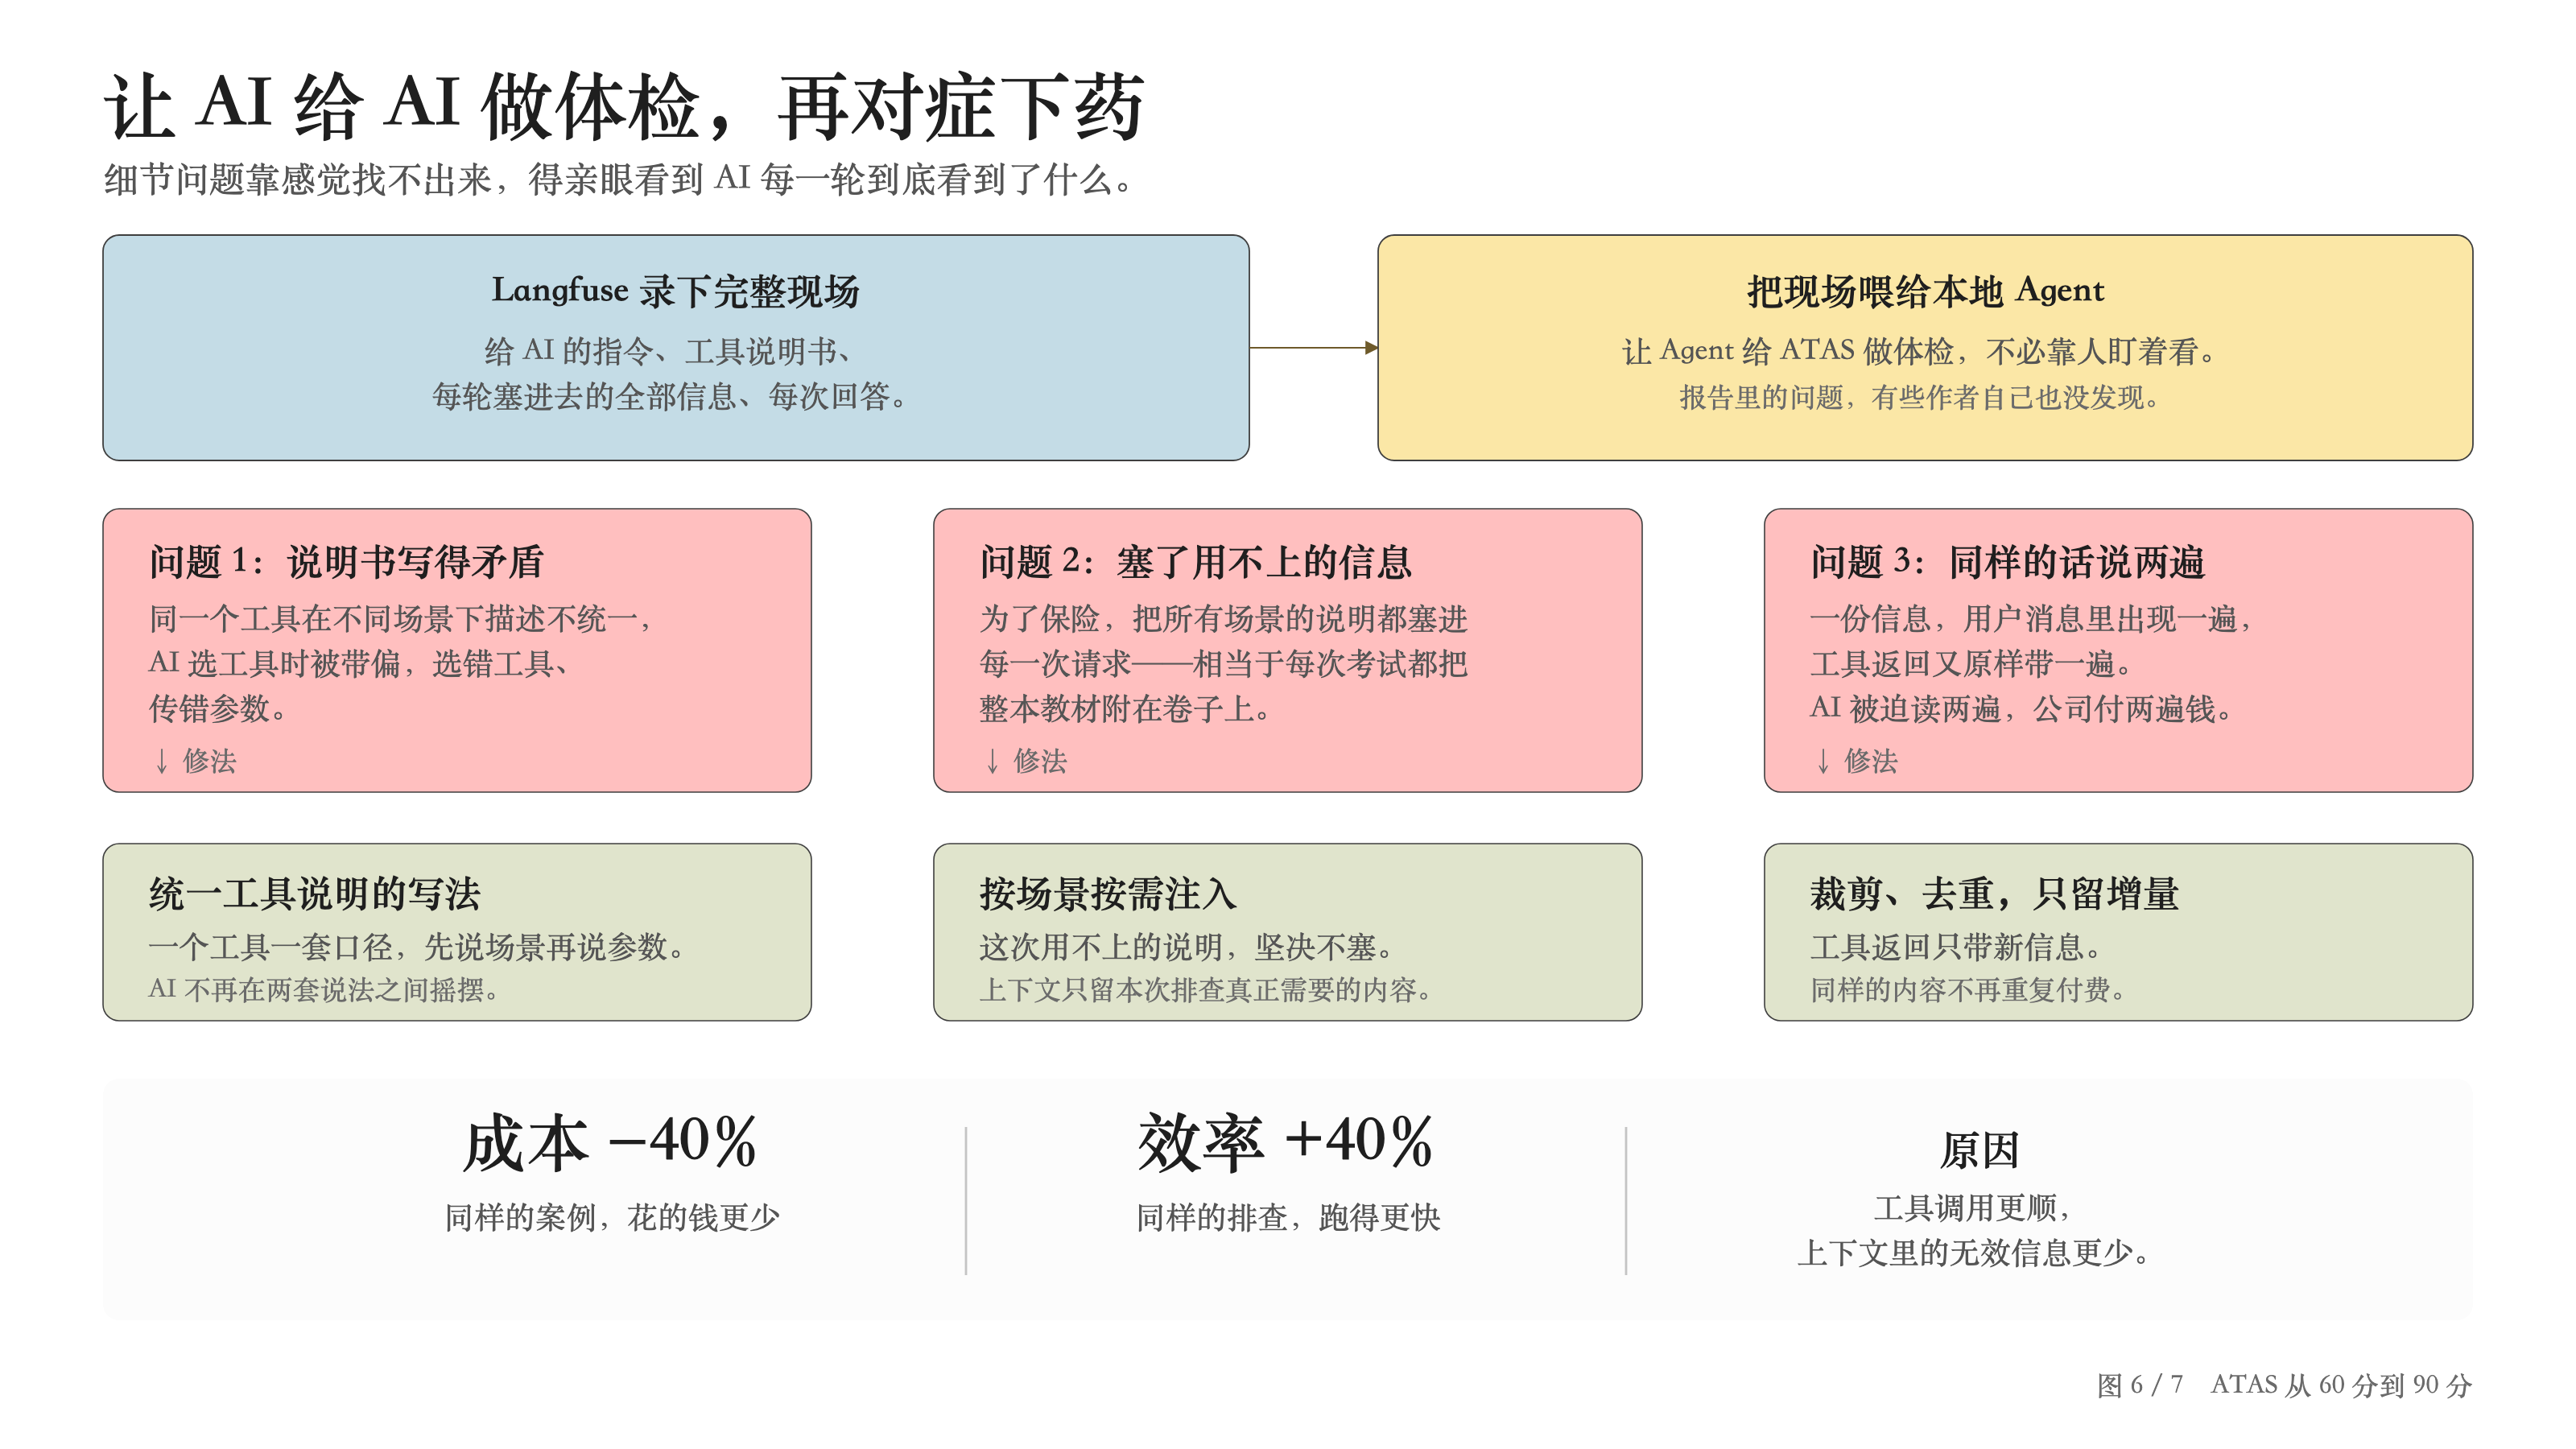 让 AI 给 AI 做体检，再对症下药
细节问题靠感觉找不出来，得亲眼看到 AI 每一轮到底看到了什么。
Langfuse 录下完整现场
给 AI 的指令、工具说明书、
每轮塞进去的全部信息、每次回答。
把现场喂给本地 Agent
让 Agent 给 ATAS 做体检，不必靠人盯着看。
报告里的问题，有些作者自己也没发现。
问题 1：说明书写得矛盾
同一个工具在不同场景下描述不统一，
AI 选工具时被带偏，选错工具、
传错参数。
↓ 修法
问题 2：塞了用不上的信息
为了保险，把所有场景的说明都塞进
每一次请求——相当于每次考试都把
整本教材附在卷子上。
↓ 修法
问题 3：同样的话说两遍
一份信息，用户消息里出现一遍，
工具返回又原样带一遍。
AI 被迫读两遍，公司付两遍钱。
↓ 修法
统一工具说明的写法
一个工具一套口径，先说场景再说参数。
AI 不再在两套说法之间摇摆。
按场景按需注入
这次用不上的说明，坚决不塞。
上下文只留本次排查真正需要的内容。
裁剪、去重，只留增量
工具返回只带新信息。
同样的内容不再重复付费。
成本 −40%
同样的案例，花的钱更少
效率 +40%
同样的排查，跑得更快
原因
工具调用更顺，
上下文里的无效信息更少。
图 6 / 7 ATAS 从 60 分到 90 分